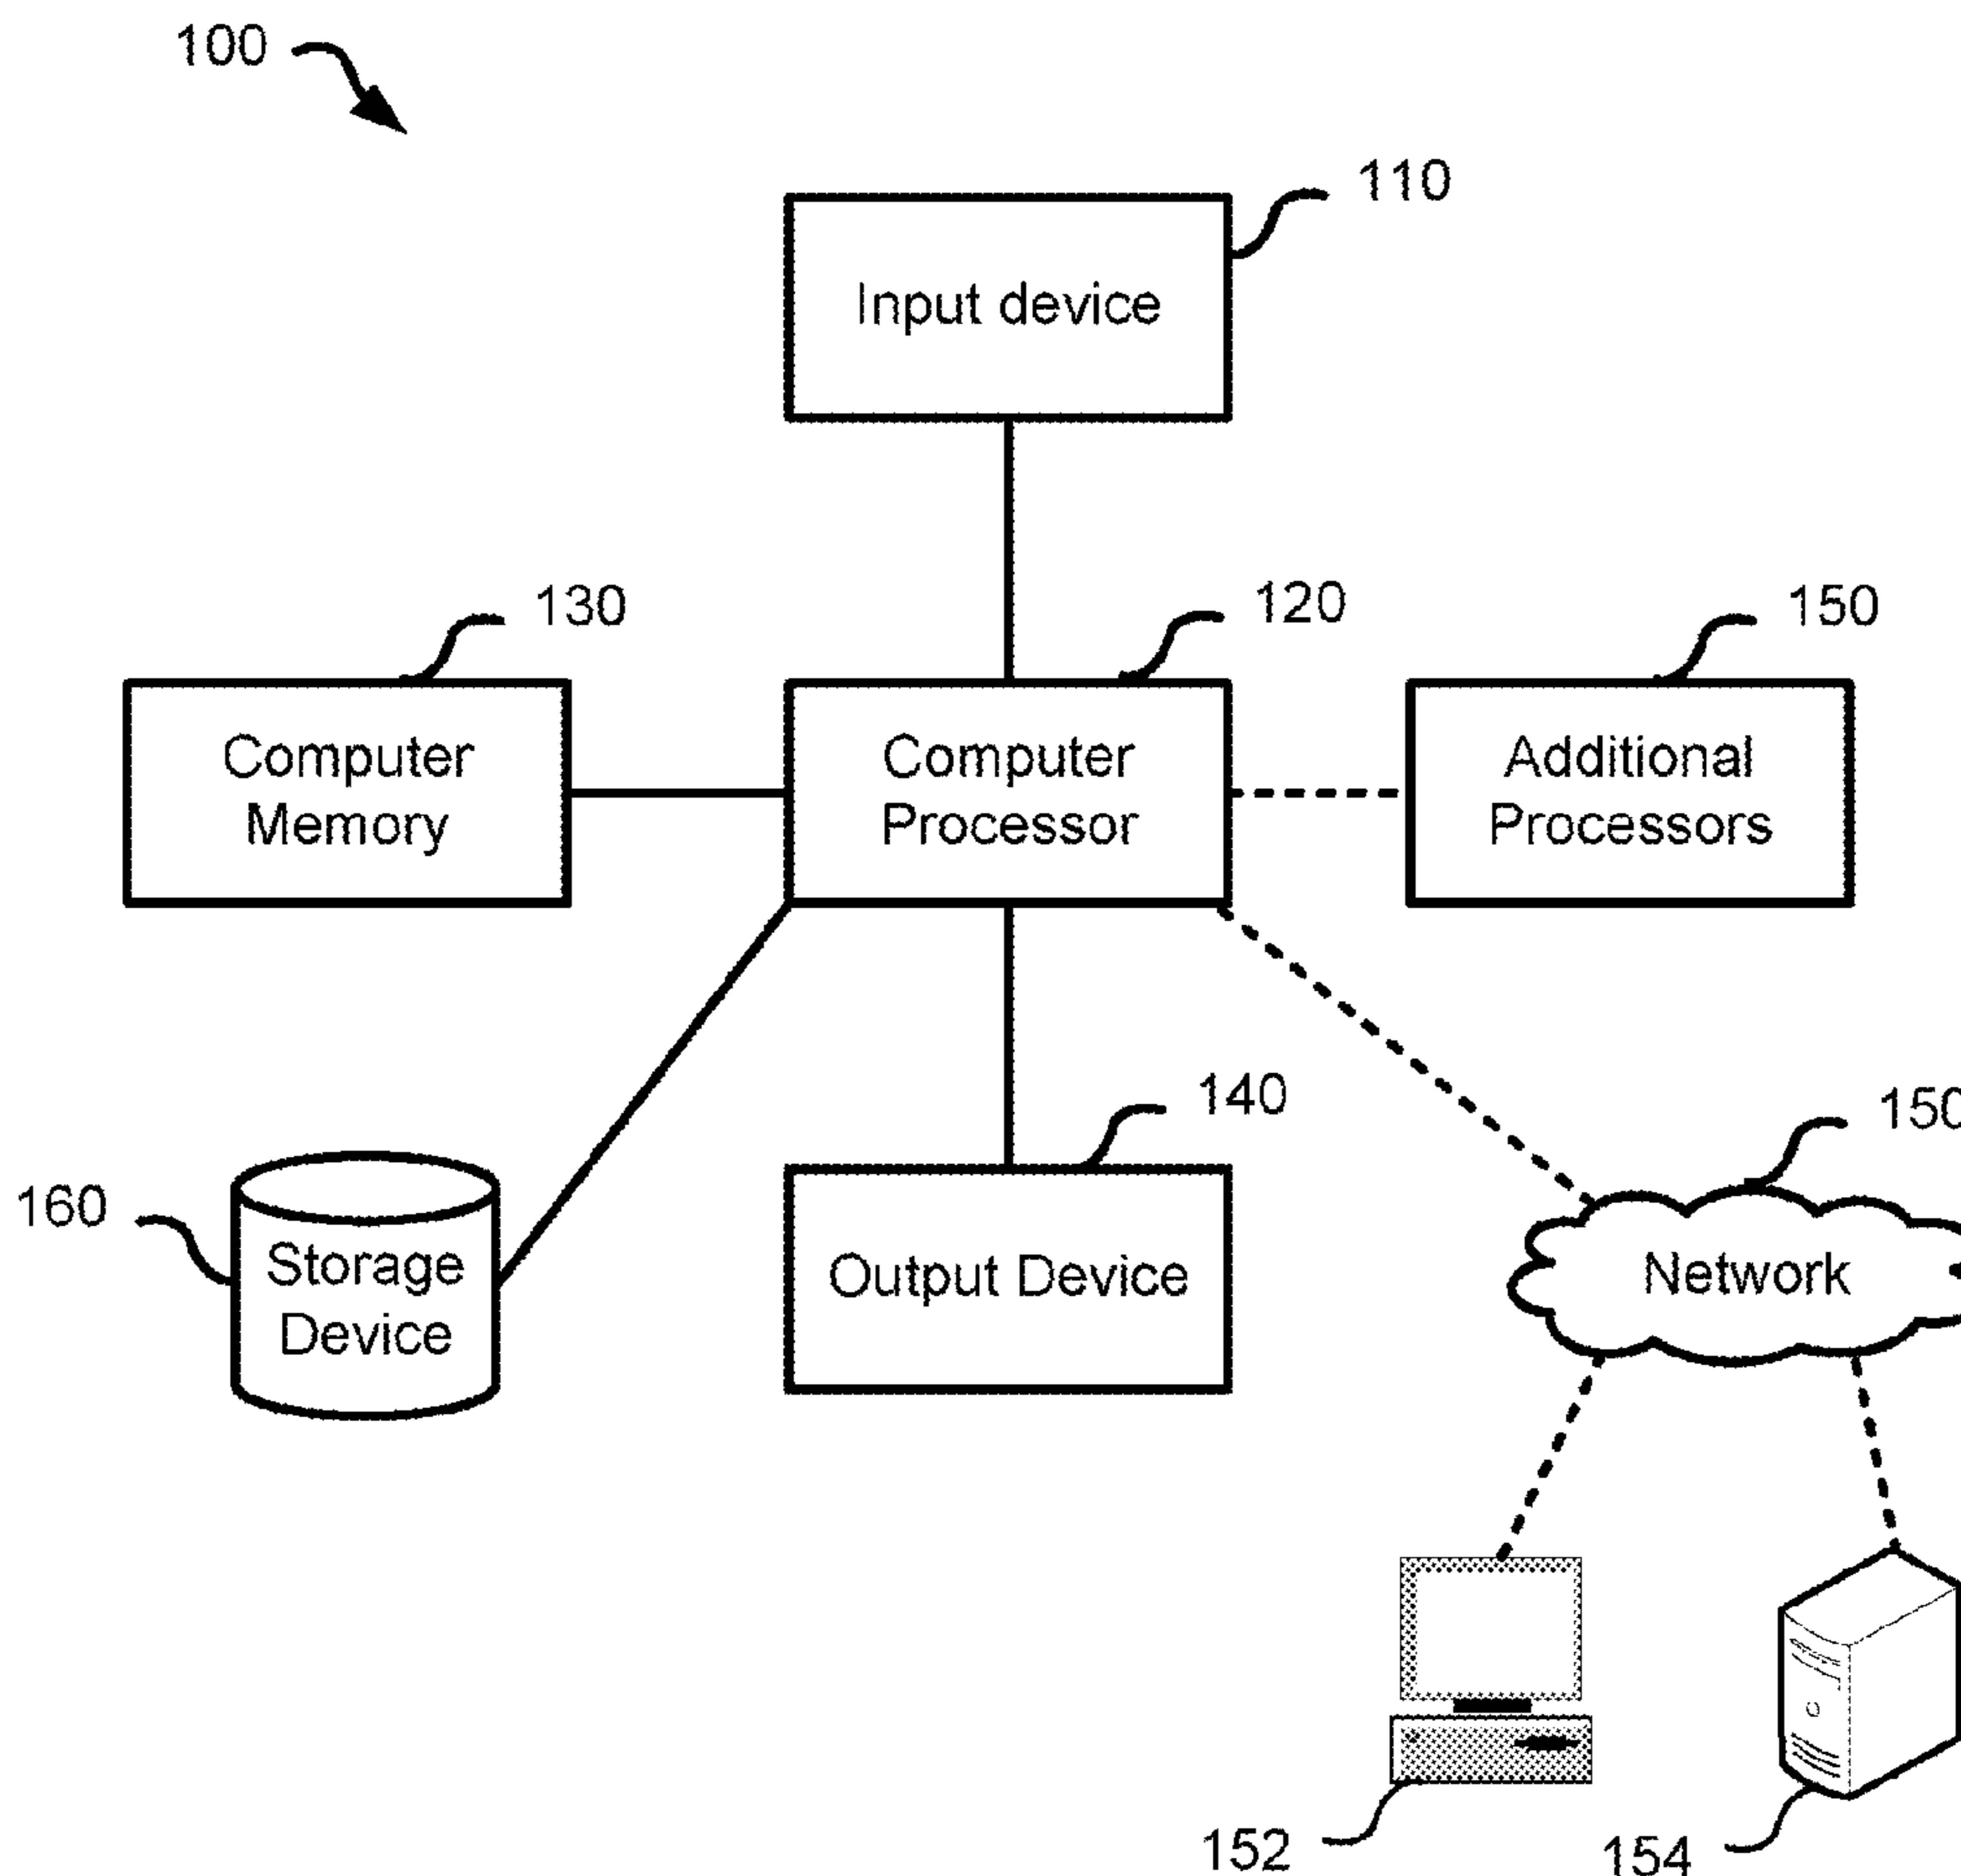 100
110
Input device
130
120
150
Computer
Memory
Computer
Processor
Additional
Processors
140
150
160
Storage
Device
Output Device
Network
152
154